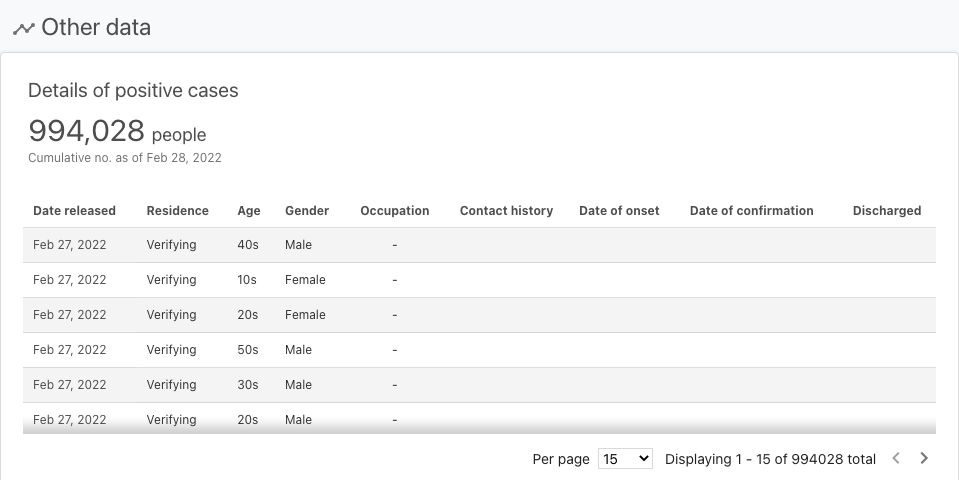 Other data
Details of positive cases
994,028 people
Cumulative no. as of Feb 28, 2022
Date released Residence Age Gender Occupation Contact history Date of onset Date of confirmation Discharged
Feb 27, 2022 Verifying 40s Male -
Feb 27, 2022 Verifying 10s Female -
Feb 27, 2022 Verifying 20s Female -
Feb 27, 2022 Verifying 50s Male -
Feb 27, 2022 Verifying 30s Male -
Feb 27, 2022 Verifying 20s Male -
Per page 15 Displaying 1 - 15 of 994028 total